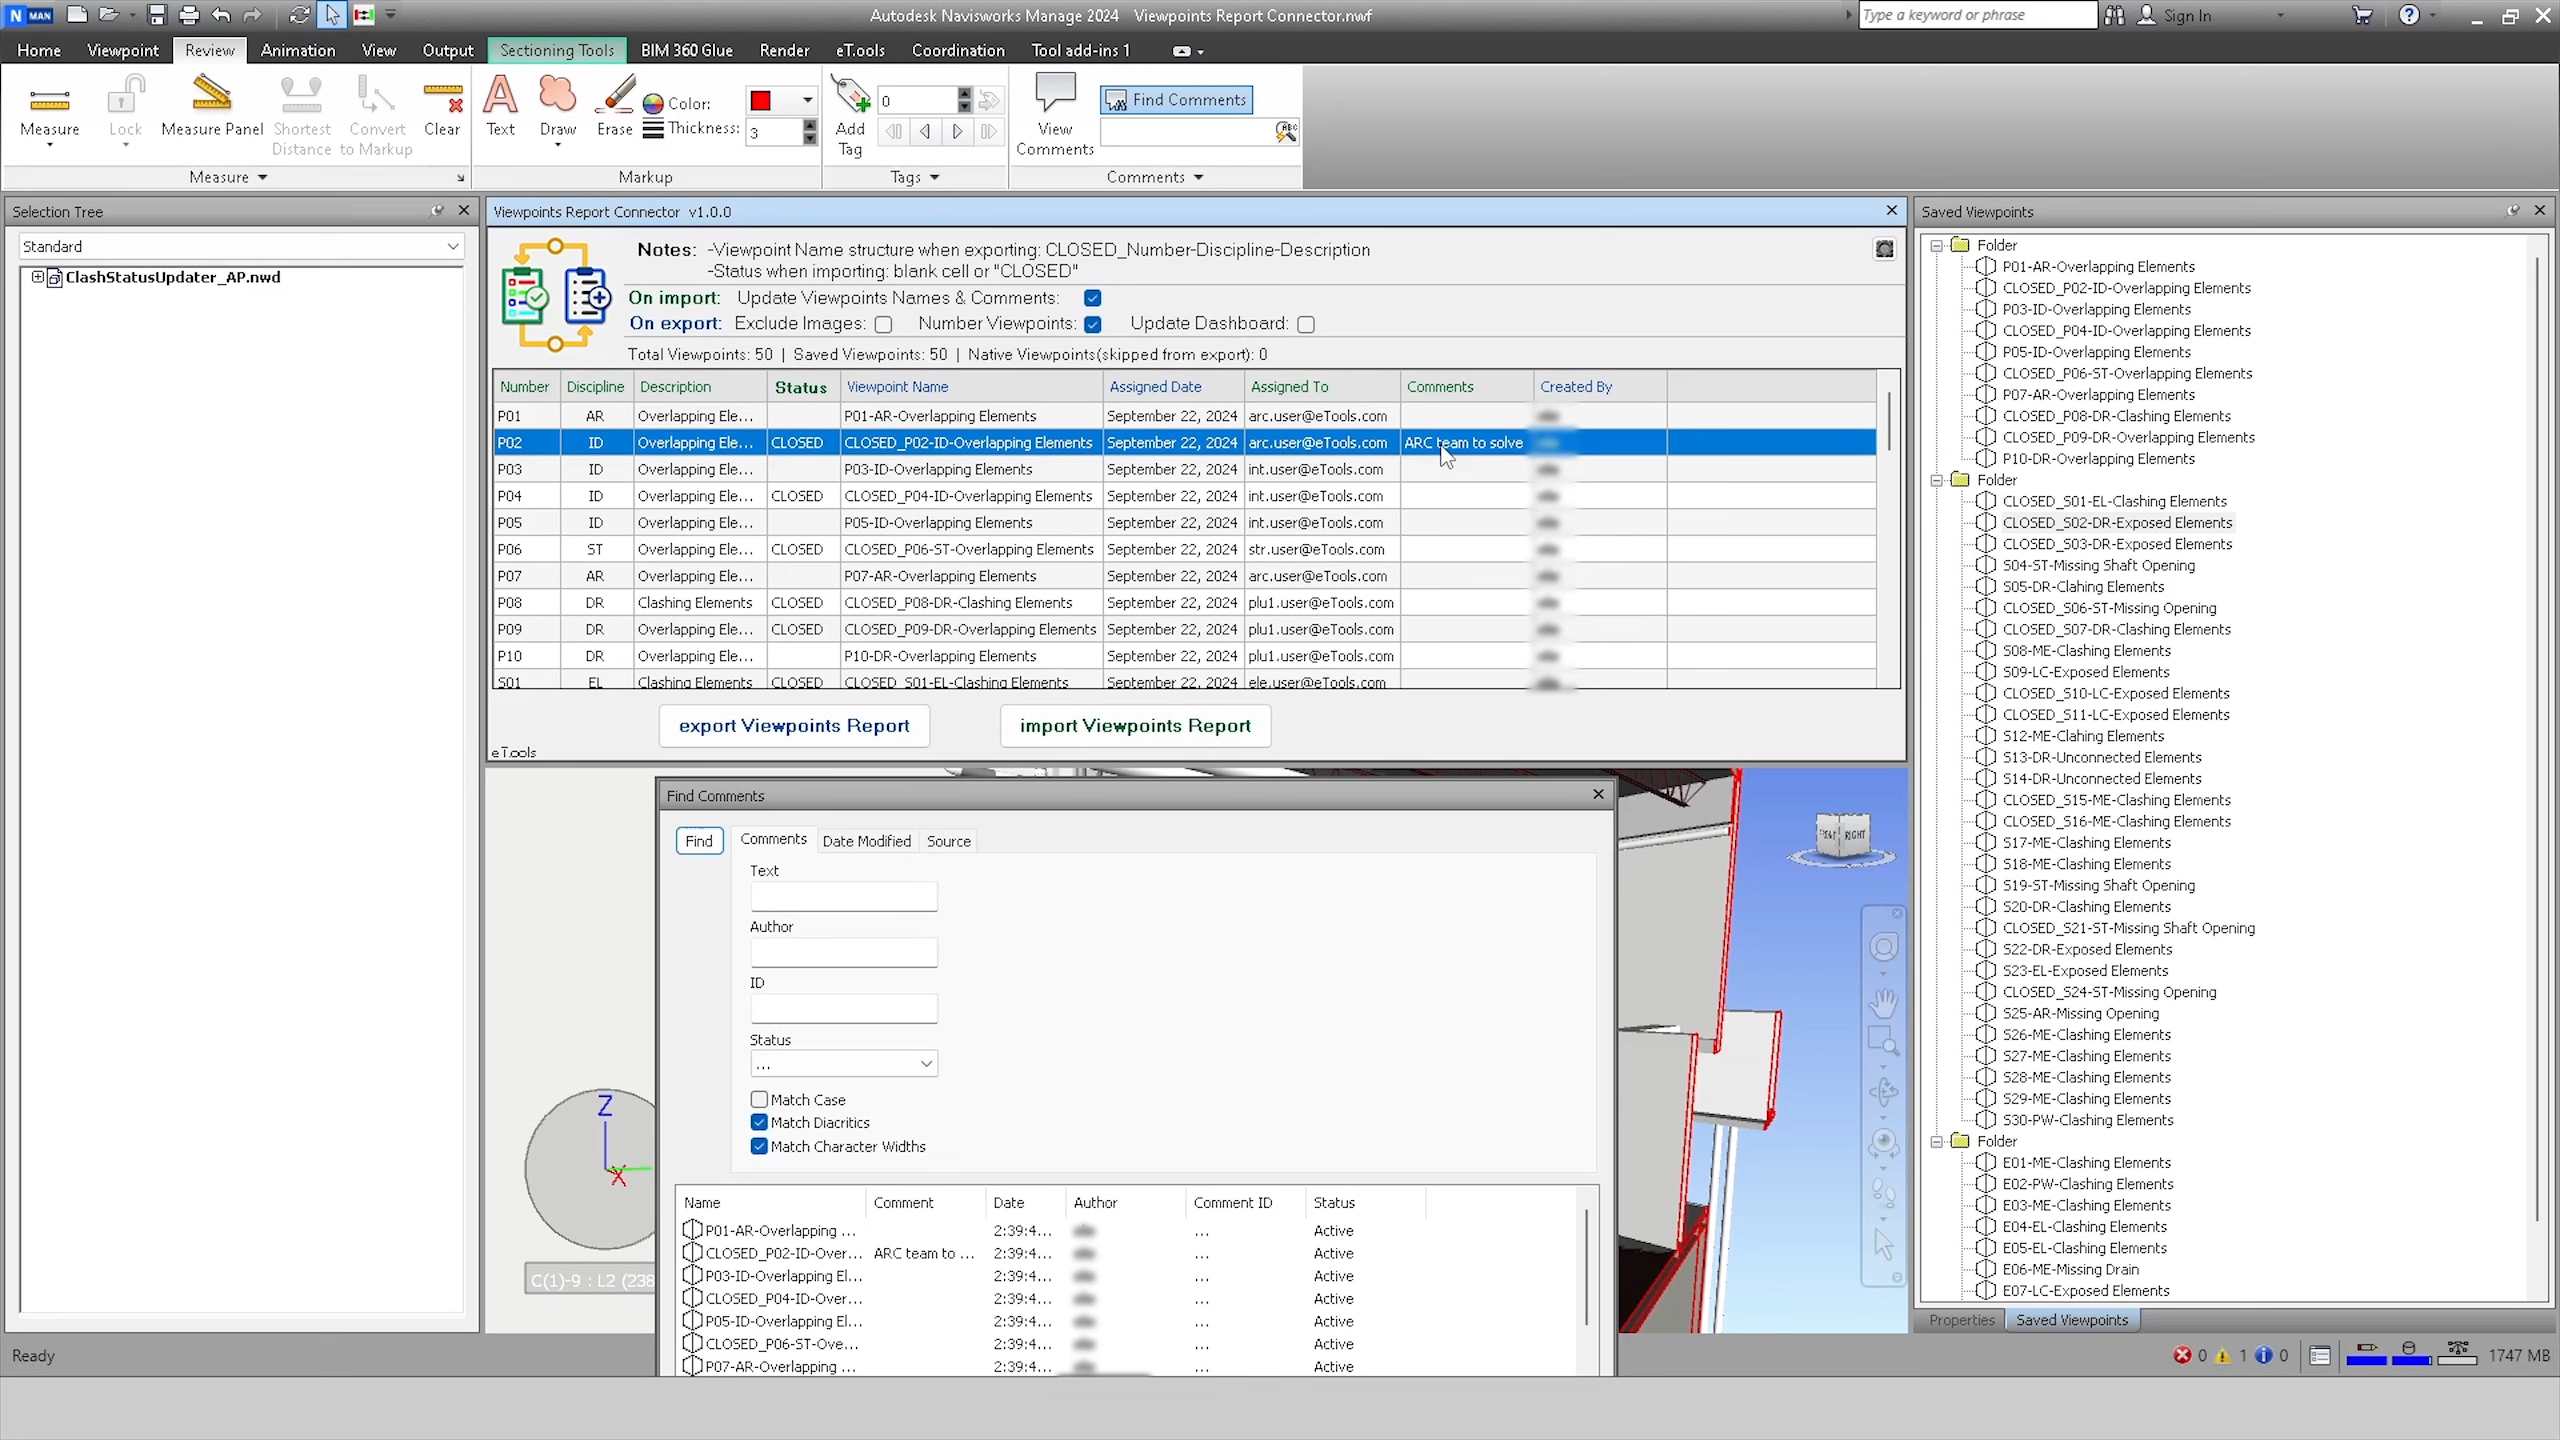 N MAN
Autodesk Navisworks Manage 2024 Viewpoints Report Connector.nwf
Type a keyword or phrase
Sign In
Home Viewpoint Review Animation View Output Sectioning Tools BIM 360 Glue Render eT.ools Coordination Tool add-ins 1
Measure
Lock
Measure Panel
Shortest Distance
Convert to Markup
Clear
Text
Draw
Erase
Color:
Thickness: 3
Add Tag
0
View Comments
Find Comments
Measure Markup Tags Comments
Selection Tree
Standard
ClashStatusUpdater_AP.nwd
Viewpoints Report Connector v1.0.0
Notes: -Viewpoint Name structure when exporting: CLOSED_Number-Discipline-Description
-Status when importing: blank cell or "CLOSED"
On import: Update Viewpoints Names & Comments:
On export: Exclude Images: Number Viewpoints: Update Dashboard:
Total Viewpoints: 50 | Saved Viewpoints: 50 | Native Viewpoints(skipped from export): 0
Number Discipline Description Status Viewpoint Name Assigned Date Assigned To Comments Created By
P01 AR Overlapping Ele... P01-AR-Overlapping Elements September 22, 2024 arc.user@eTools.com
P02 ID Overlapping Ele... CLOSED CLOSED_P02-ID-Overlapping Elements September 22, 2024 arc.user@eTools.com ARC team to solve
P03 ID Overlapping Ele... P03-ID-Overlapping Elements September 22, 2024 int.user@eTools.com
P04 ID Overlapping Ele... CLOSED CLOSED_P04-ID-Overlapping Elements September 22, 2024 int.user@eTools.com
P05 ID Overlapping Ele... P05-ID-Overlapping Elements September 22, 2024 int.user@eTools.com
P06 ST Overlapping Ele... CLOSED CLOSED_P06-ST-Overlapping Elements September 22, 2024 str.user@eTools.com
P07 AR Overlapping Ele... P07-AR-Overlapping Elements September 22, 2024 arc.user@eTools.com
P08 DR Clashing Elements CLOSED CLOSED_P08-DR-Clashing Elements September 22, 2024 plu1.user@eTools.com
P09 DR Overlapping Ele... CLOSED CLOSED_P09-DR-Overlapping Elements September 22, 2024 plu1.user@eTools.com
P10 DR Overlapping Ele... P10-DR-Overlapping Elements September 22, 2024 plu1.user@eTools.com
S01 EL Clashing Elements CLOSED CLOSED_S01-EL-Clashing Elements September 22, 2024 ele.user@eTools.com
export Viewpoints Report import Viewpoints Report
eTools
Find Comments
Find Comments Date Modified Source
Text
Author
ID
Status
...
Match Case
Match Diacritics
Match Character Widths
Name Comment Date Author Comment ID Status
P01-AR-Overlapping ... 2:39:4... ... Active
CLOSED_P02-ID-Over... ARC team to ... 2:39:4... ... Active
P03-ID-Overlapping El... 2:39:4... ... Active
CLOSED_P04-ID-Over... 2:39:4... ... Active
P05-ID-Overlapping El... 2:39:4... ... Active
CLOSED_P06-ST-Ove... 2:39:4... ... Active
P07-AR-Overlapping ... 2:39:4... ... Active
Z
X
C(1)-9 : L2 (238
RIGHT
Saved Viewpoints
Folder
P01-AR-Overlapping Elements
CLOSED_P02-ID-Overlapping Elements
P03-ID-Overlapping Elements
CLOSED_P04-ID-Overlapping Elements
P05-ID-Overlapping Elements
CLOSED_P06-ST-Overlapping Elements
P07-AR-Overlapping Elements
CLOSED_P08-DR-Clashing Elements
CLOSED_P09-DR-Overlapping Elements
P10-DR-Overlapping Elements
Folder
CLOSED_S01-EL-Clashing Elements
CLOSED_S02-DR-Exposed Elements
CLOSED_S03-DR-Exposed Elements
S04-ST-Missing Shaft Opening
S05-DR-Clahing Elements
CLOSED_S06-ST-Missing Opening
CLOSED_S07-DR-Clashing Elements
S08-ME-Clashing Elements
S09-LC-Exposed Elements
CLOSED_S10-LC-Exposed Elements
CLOSED_S11-LC-Exposed Elements
S12-ME-Clahing Elements
S13-DR-Unconnected Elements
S14-DR-Unconnected Elements
CLOSED_S15-ME-Clashing Elements
CLOSED_S16-ME-Clashing Elements
S17-ME-Clashing Elements
S18-ME-Clashing Elements
S19-ST-Missing Shaft Opening
S20-DR-Clashing Elements
CLOSED_S21-ST-Missing Shaft Opening
S22-DR-Exposed Elements
S23-EL-Exposed Elements
CLOSED_S24-ST-Missing Opening
S25-AR-Missing Opening
S26-ME-Clashing Elements
S27-ME-Clashing Elements
S28-ME-Clashing Elements
S29-ME-Clashing Elements
S30-PW-Clashing Elements
Folder
E01-ME-Clashing Elements
E02-PW-Clashing Elements
E03-ME-Clashing Elements
E04-EL-Clashing Elements
E05-EL-Clashing Elements
E06-ME-Missing Drain
E07-LC-Exposed Elements
Properties Saved Viewpoints
Ready
0 1 0 1747 MB